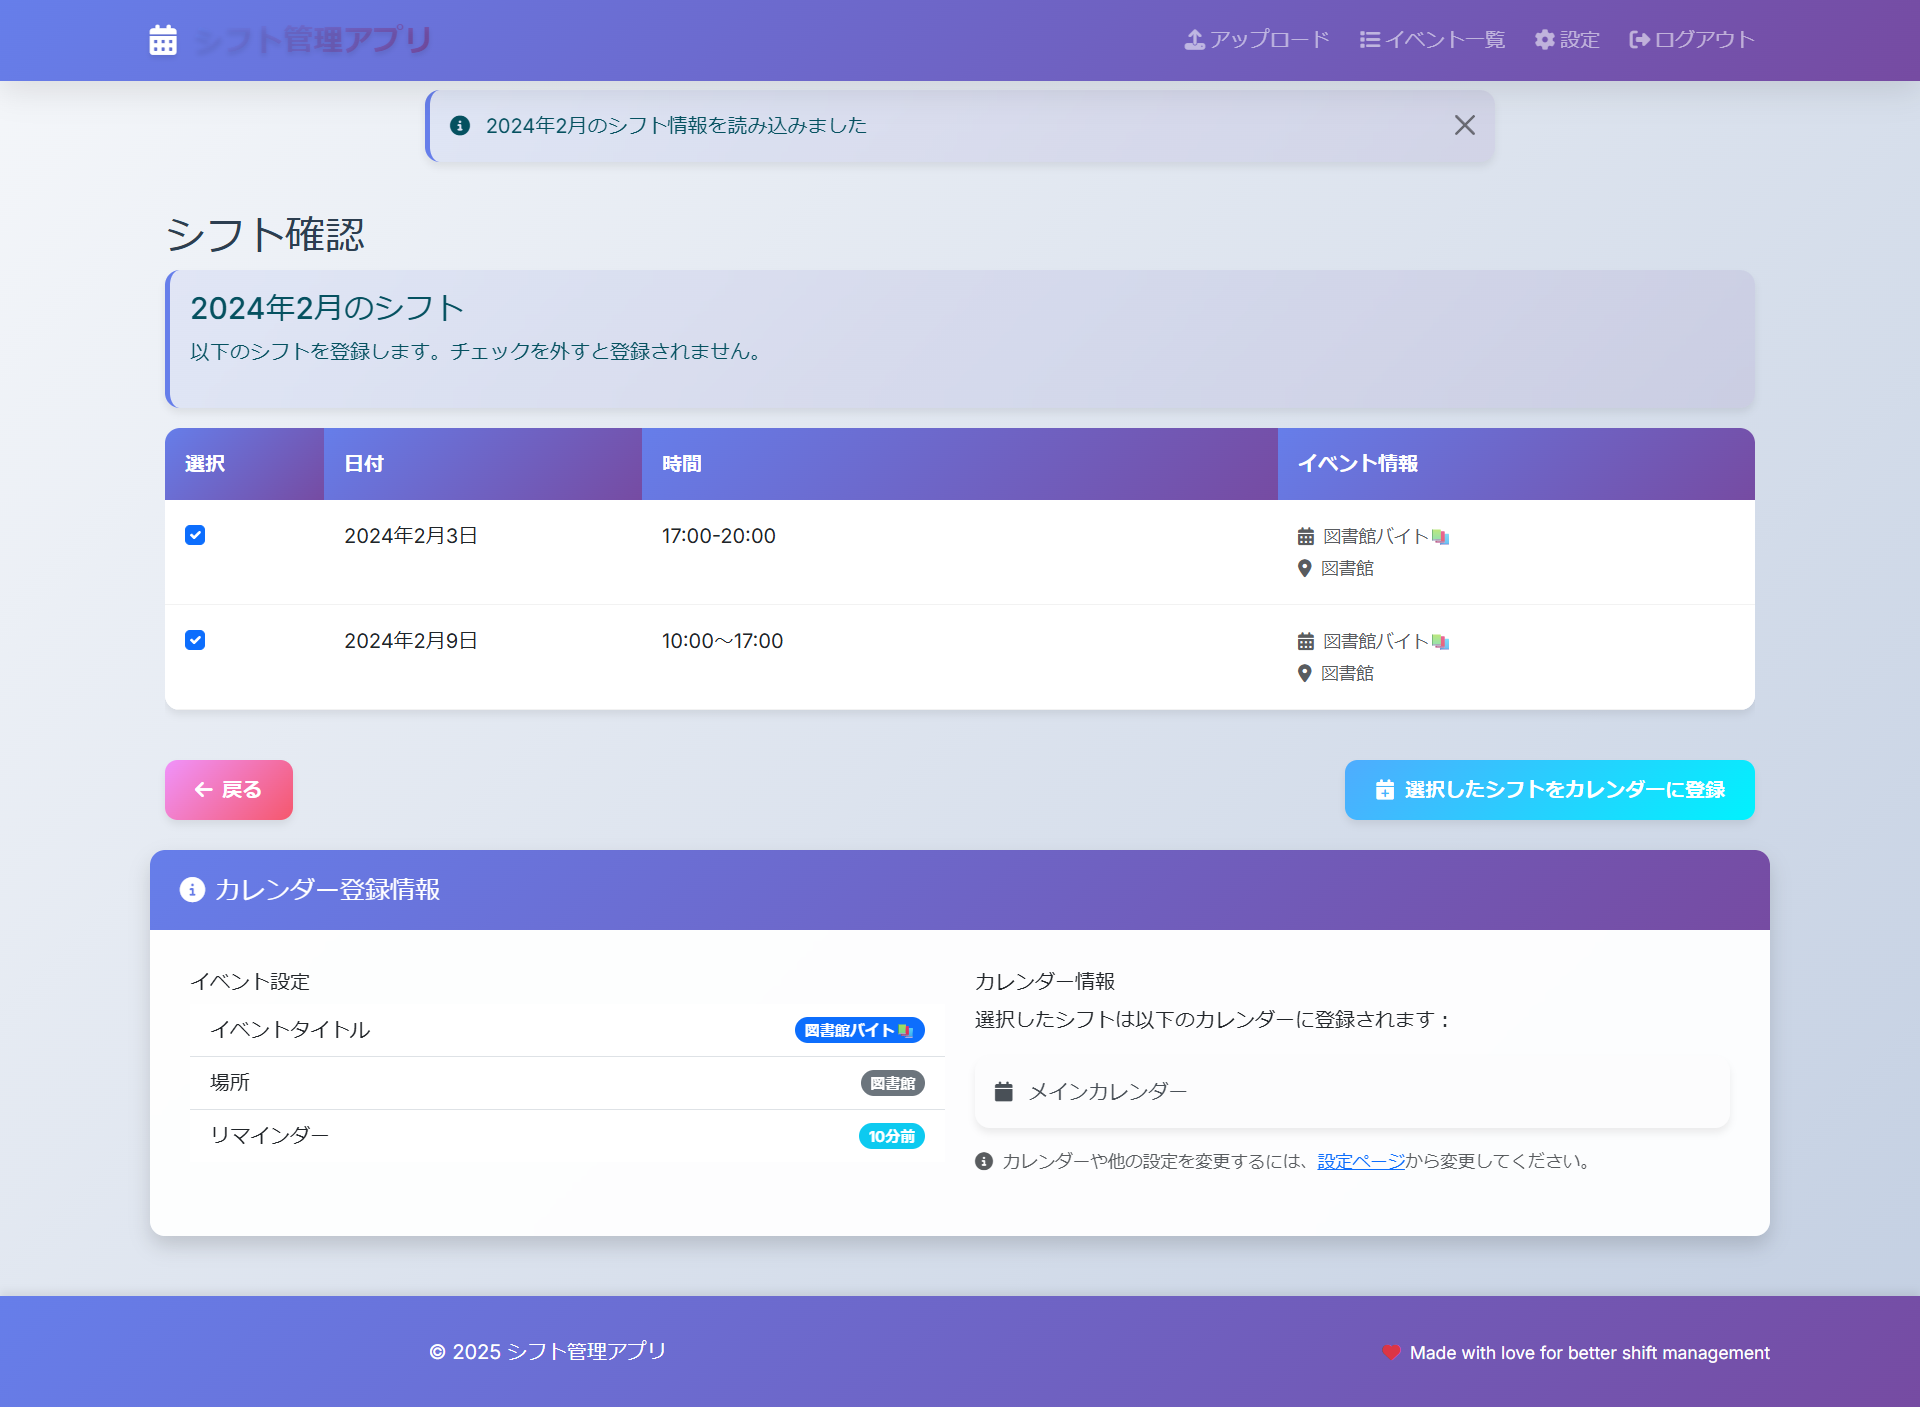 シフト管理アプリ
アップロード
イベント一覧
設定
ログアウト
2024年2月のシフト情報を読み込みました
シフト確認
2024年2月のシフト
以下のシフトを登録します。チェックを外すと登録されません。
選択 日付 時間 イベント情報
2024年2月3日 17:00-20:00 図書館バイト
図書館
2024年2月9日 10:00～17:00 図書館バイト
図書館
戻る
選択したシフトをカレンダーに登録
カレンダー登録情報
イベント設定
イベントタイトル 図書館バイト
場所 図書館
リマインダー 10分前
カレンダー情報
選択したシフトは以下のカレンダーに登録されます：
メインカレンダー
カレンダーや他の設定を変更するには、設定ページから変更してください。
© 2025 シフト管理アプリ
Made with love for better shift management